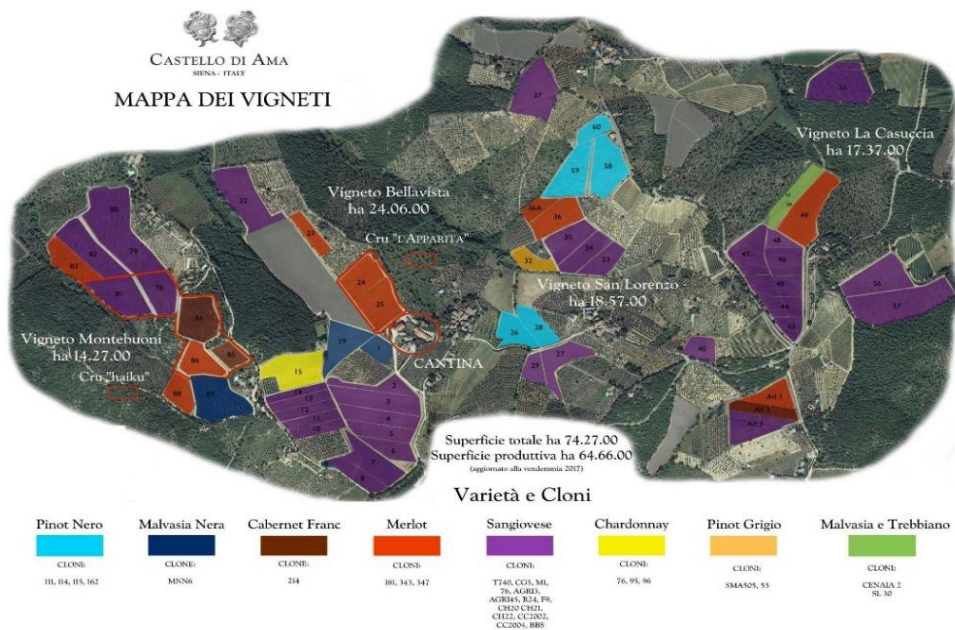 CASTELLO DI AMA
SIENA - ITALY
MAPPA DEI VIGNETI
37
60
59
58
Vigneto La Casuccia
ha 17.37.00
Vigneto Bellavista
ha 24.06.00
Cru "L'APPARITA"
22
23
24
25
80
82
79
83
81
78
84
85
86
88
36A
36
35
34
33
32
Vigneto San Lorenzo
ha 18.57.00
49
48
47
46
45
44
43
56
57
Vigneto Montebuoni
ha 14.27.00
Cru "haiku"
19
1
CANTINA
26
28
27
29
40
15
14
13
12
11
10
2
3
4
5
6
7
8
Ad 1
Ad 2
Ad 3
Superficie totale ha 74.27.00
Superficie produttiva ha 64.66.00
(aggiornato alla vendemmia 2017)
Varietà e Cloni
Pinot Nero
CLONI:
111, 114, 115, 162
Malvasia Nera
CLONE:
MNN6
Cabernet Franc
CLONE:
214
Merlot
CLONI:
181, 343, 347
Sangiovese
CLONI:
T740, CG5, M1,
76, AGRI3,
AGRI45, R24, F9,
CH20 CH21,
CH22, CC2002,
CC2004, BBS
Chardonnay
CLONI:
76, 95, 96
Pinot Grigio
CLONE:
SMA505, 53
Malvasia e Trebbiano
CLONI:
CENAIA 2
SL 30